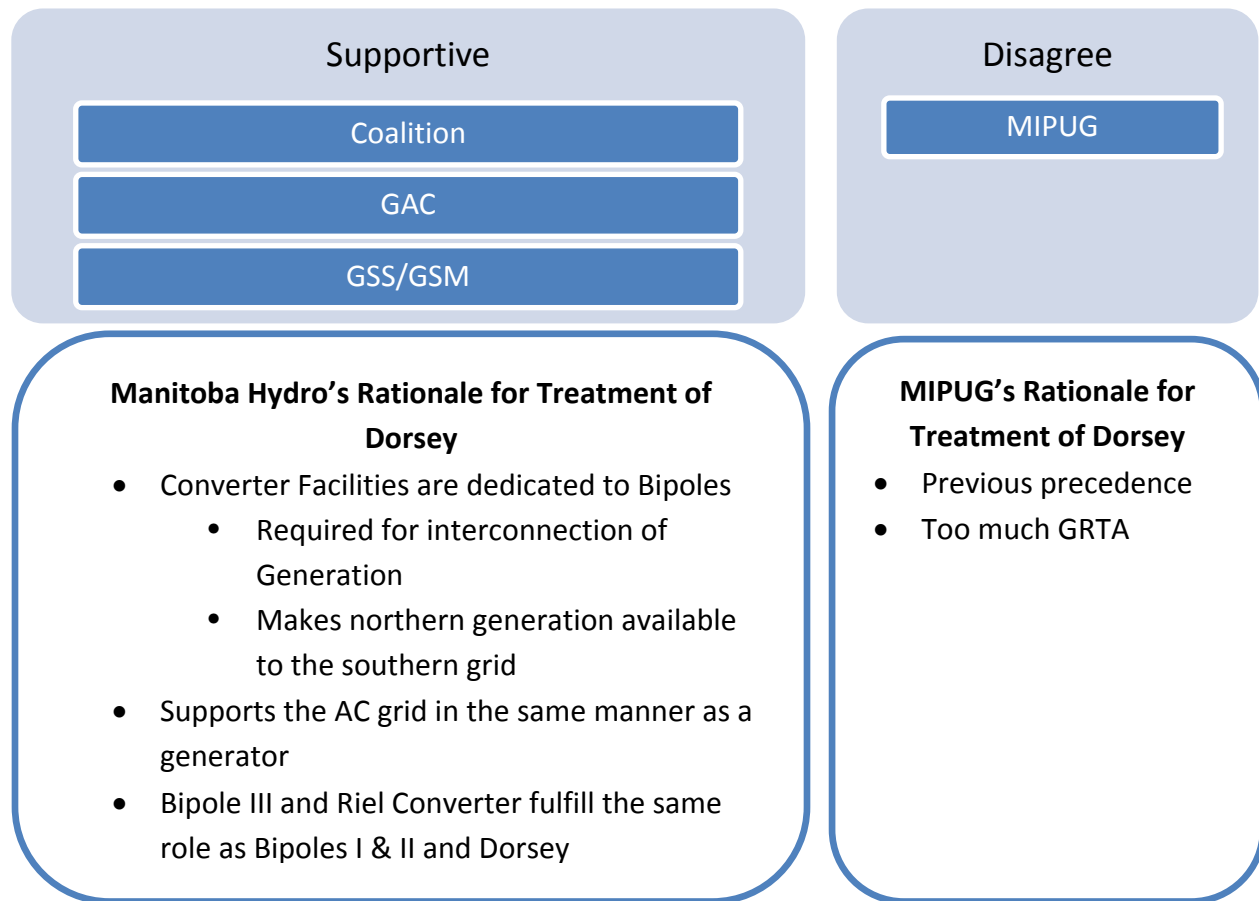 Supportive
Coalition
GAC
GSS/GSM
Manitoba Hydro’s Rationale for Treatment of
Dorsey
• Converter Facilities are dedicated to Bipoles
▪ Required for interconnection of
Generation
▪ Makes northern generation available
to the southern grid
• Supports the AC grid in the same manner as a
generator
• Bipole III and Riel Converter fulfill the same
role as Bipoles I & II and Dorsey
Disagree
MIPUG
MIPUG’s Rationale for
Treatment of Dorsey
• Previous precedence
• Too much GRTA